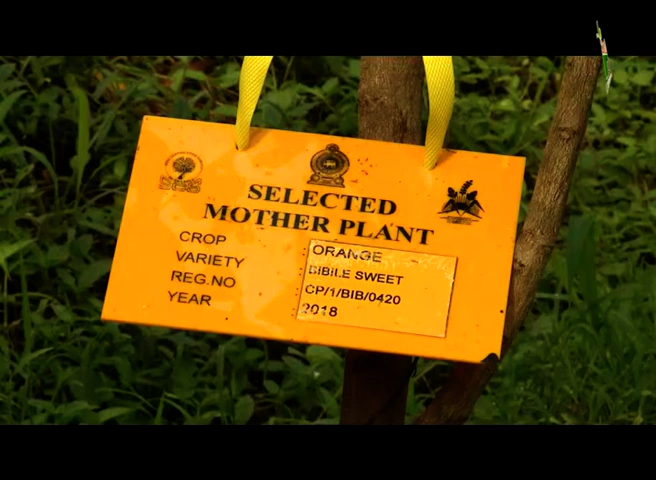 SELECTED
MOTHER PLANT
CROP ORANGE
VARIETY BIBILE SWEET
REG.NO CP/1/BIB/0420
YEAR 2018